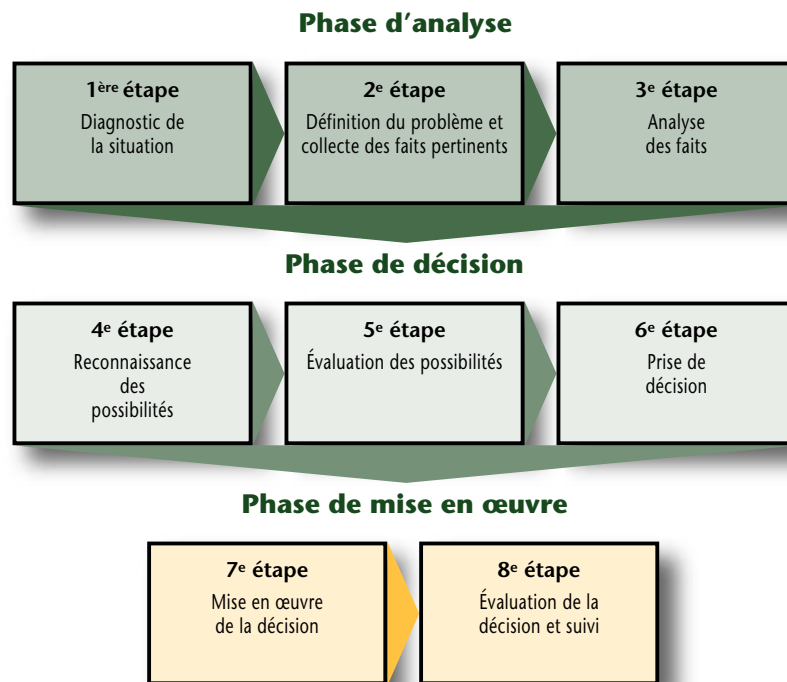 Phase d’analyse
1ère étape
Diagnostic de
la situation
2e étape
Définition du problème et
collecte des faits pertinents
3e étape
Analyse
des faits
Phase de décision
4e étape
Reconnaissance
des
possibilités
5e étape
Évaluation des possibilités
6e étape
Prise de
décision
Phase de mise en œuvre
7e étape
Mise en œuvre
de la décision
8e étape
Évaluation de la
décision et suivi